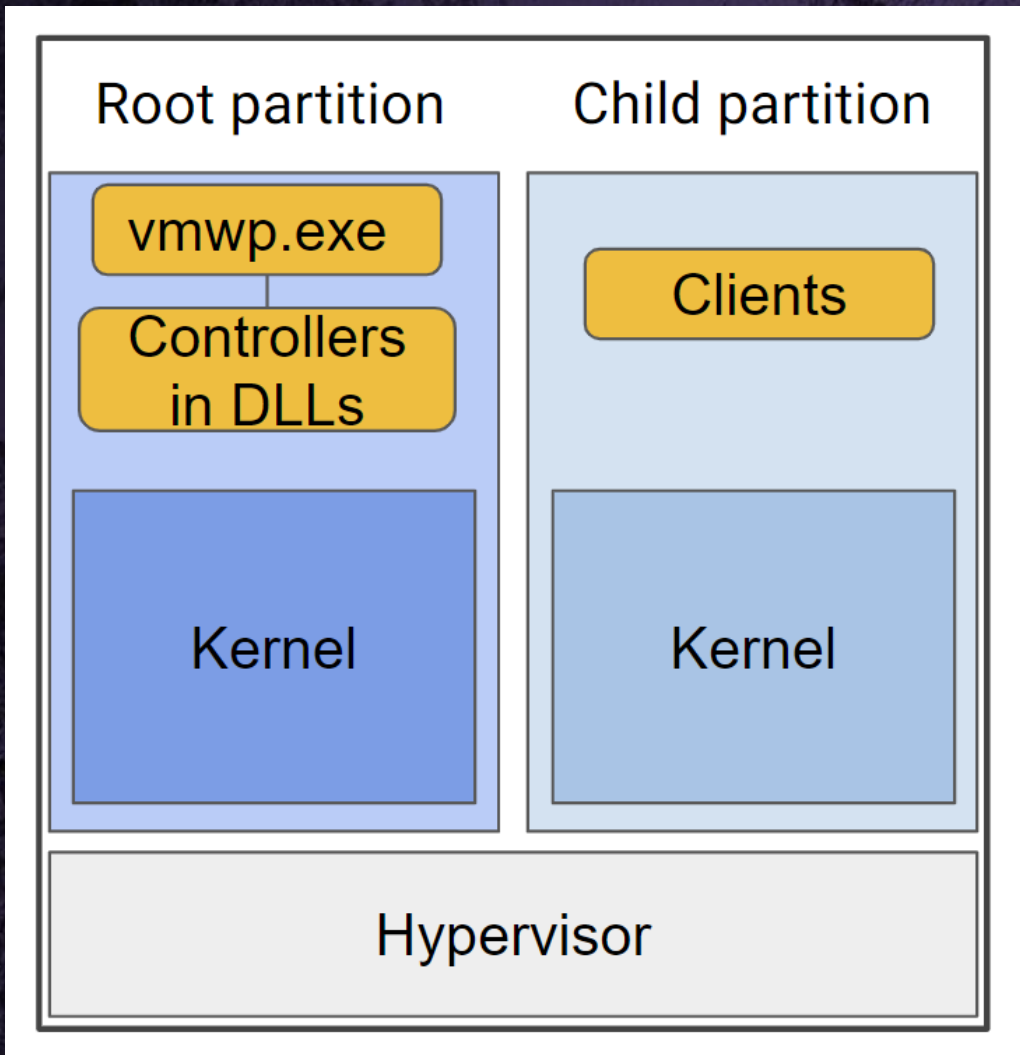 Root partition
Child partition
vmwp.exe
Controllers
in DLLs
Clients
Kernel
Kernel
Hypervisor